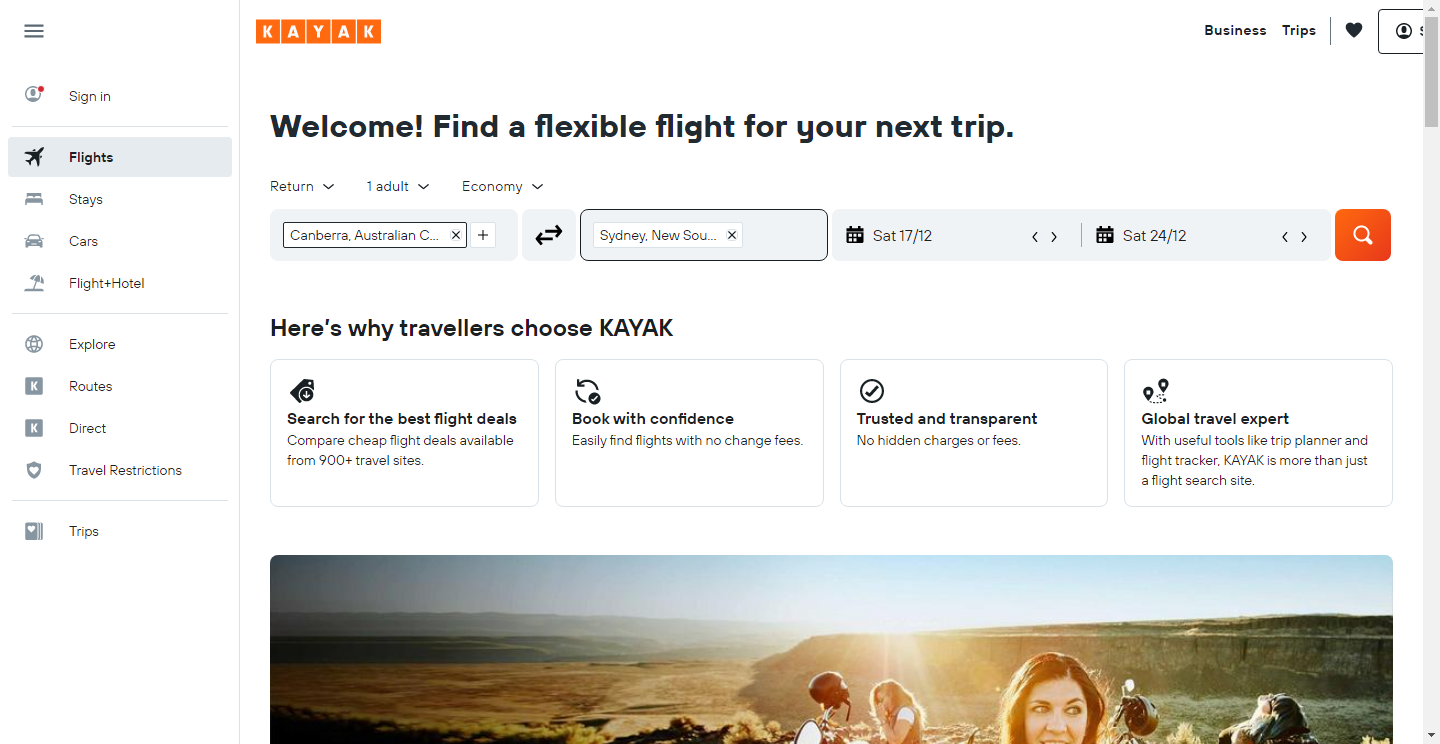 KAYAK
Business
Trips
Sign in
Flights
Stays
Cars
Flight+Hotel
Explore
K
Routes
K
Direct
Travel Restrictions
Trips
Welcome! Find a flexible flight for your next trip.
Return
1 adult
Economy
Canberra, Australian C...
Sydney, New Sou...
Sat 17/12
Sat 24/12
Here's why travellers choose KAYAK
Search for the best flight deals
Compare cheap flight deals available
from 900+ travel sites.
Book with confidence
Easily find flights with no change fees.
Trusted and transparent
No hidden charges or fees.
Global travel expert
With useful tools like trip planner and
flight tracker, KAYAK is more than just
a flight search site.